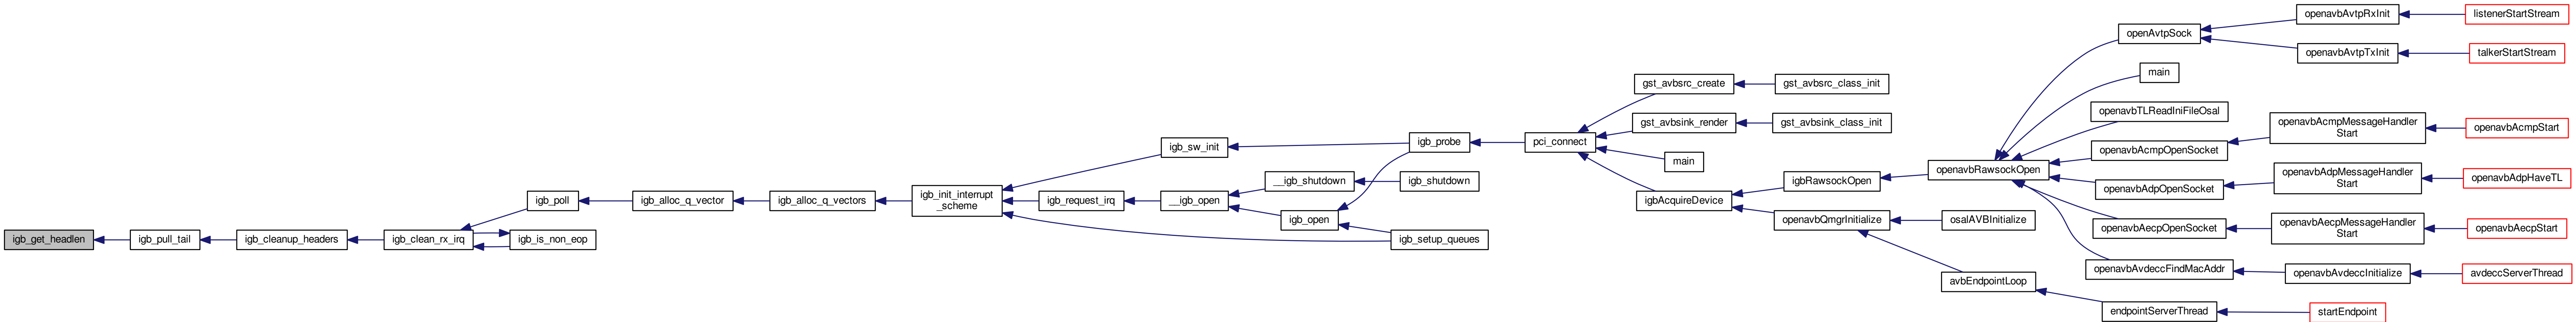 igb_get_headlen
igb_pull_tail
igb_cleanup_headers
igb_clean_rx_irq
igb_poll
igb_is_non_eop
igb_alloc_q_vector
igb_alloc_q_vectors
igb_init_interrupt
_scheme
igb_sw_init
igb_request_irq
__igb_open
__igb_shutdown
igb_open
igb_probe
igb_shutdown
igb_setup_queues
pci_connect
gst_avbsrc_create
gst_avbsink_render
main
igbAcquireDevice
gst_avbsrc_class_init
gst_avbsink_class_init
igbRawsockOpen
openavbQmgrInitialize
openavbRawsockOpen
osalAVBInitialize
avbEndpointLoop
openAvtpSock
main
openavbTLReadIniFileOsal
openavbAcmpOpenSocket
openavbAdpOpenSocket
openavbAecpOpenSocket
openavbAvdeccFindMacAddr
endpointServerThread
openavbAvtpRxInit
openavbAvtpTxInit
openavbAcmpMessageHandler
Start
openavbAdpMessageHandler
Start
openavbAecpMessageHandler
Start
openavbAvdeccInitialize
startEndpoint
listenerStartStream
talkerStartStream
openavbAcmpStart
openavbAdpHaveTL
openavbAecpStart
avdeccServerThread